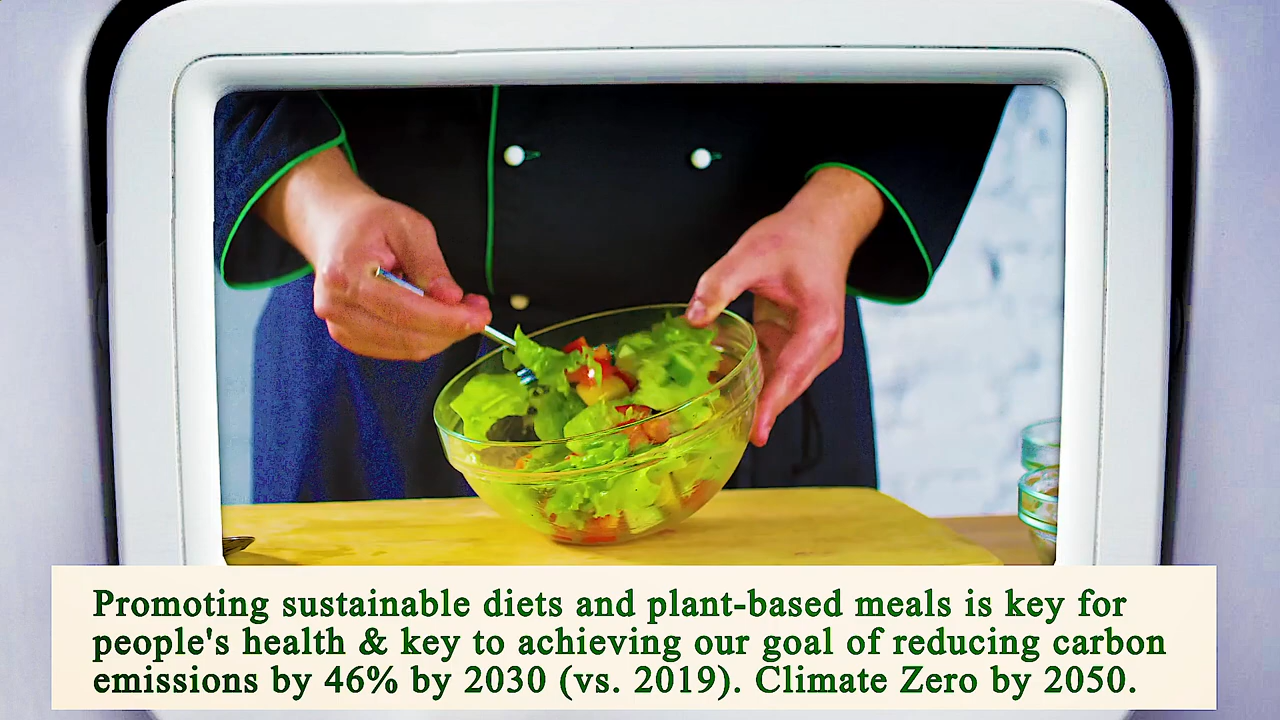 Promoting sustainable diets and plant-based meals is key for
people's health & key to achieving our goal of reducing carbon
emissions by 46% by 2030 (vs. 2019). Climate Zero by 2050.